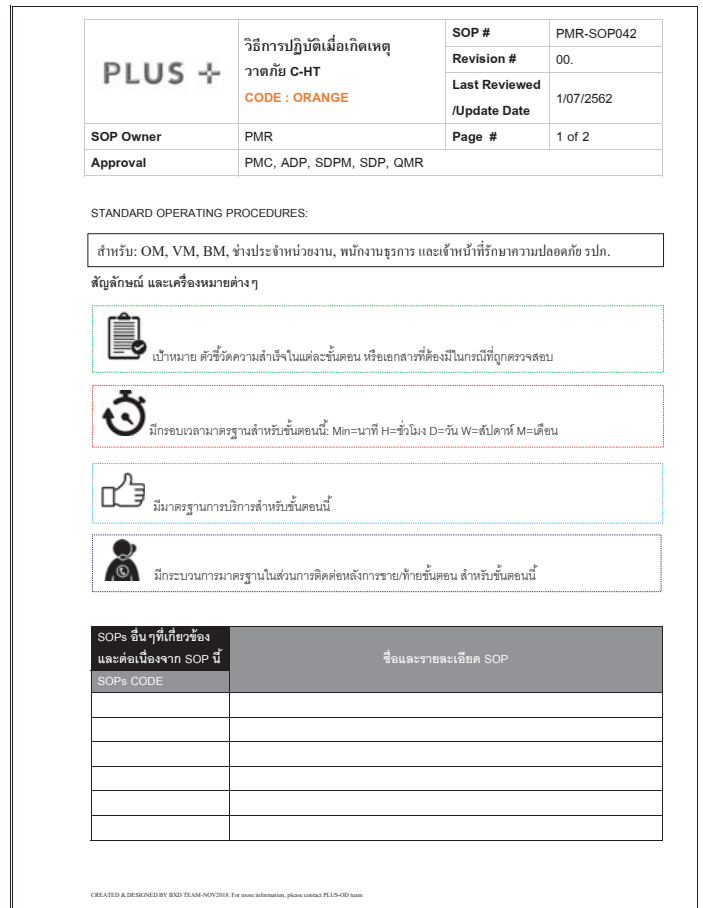 PLUS +
วิธีการปฏิบัติเมื่อเกิดเหตุ
วาตภัย C-HT
CODE : ORANGE
SOP # PMR-SOP042
Revision # 00.
Last Reviewed
/Update Date 1/07/2562
SOP Owner PMR Page # 1 of 2
Approval PMC, ADP, SDPM, SDP, QMR
STANDARD OPERATING PROCEDURES:
สำหรับ: OM, VM, BM, ช่างประจำหน่วยงาน, พนักงานธุรการ และเจ้าหน้าที่รักษาความปลอดภัย รปภ.
สัญลักษณ์ และเครื่องหมายต่างๆ
เป้าหมาย ตัวชี้วัดความสำเร็จในแต่ละขั้นตอน หรือเอกสารที่ต้องมีในกรณีที่ถูกตรวจสอบ
มีกรอบเวลามาตรฐานสำหรับขั้นตอนนี้: Min=นาที H=ชั่วโมง D=วัน W=สัปดาห์ M=เดือน
มีมาตรฐานการบริการสำหรับขั้นตอนนี้
มีกระบวนการมาตรฐานในส่วนการติดต่อหลังการขาย/ท้ายขั้นตอน สำหรับขั้นตอนนี้
SOPs อื่นๆที่เกี่ยวข้อง
และต่อเนื่องจาก SOP นี้
ชื่อและรายละเอียด SOP
SOPs CODE
CREATED & DESIGNED BY BXD TEAM-NOV2018: For more information, please contact PLUS-OD team